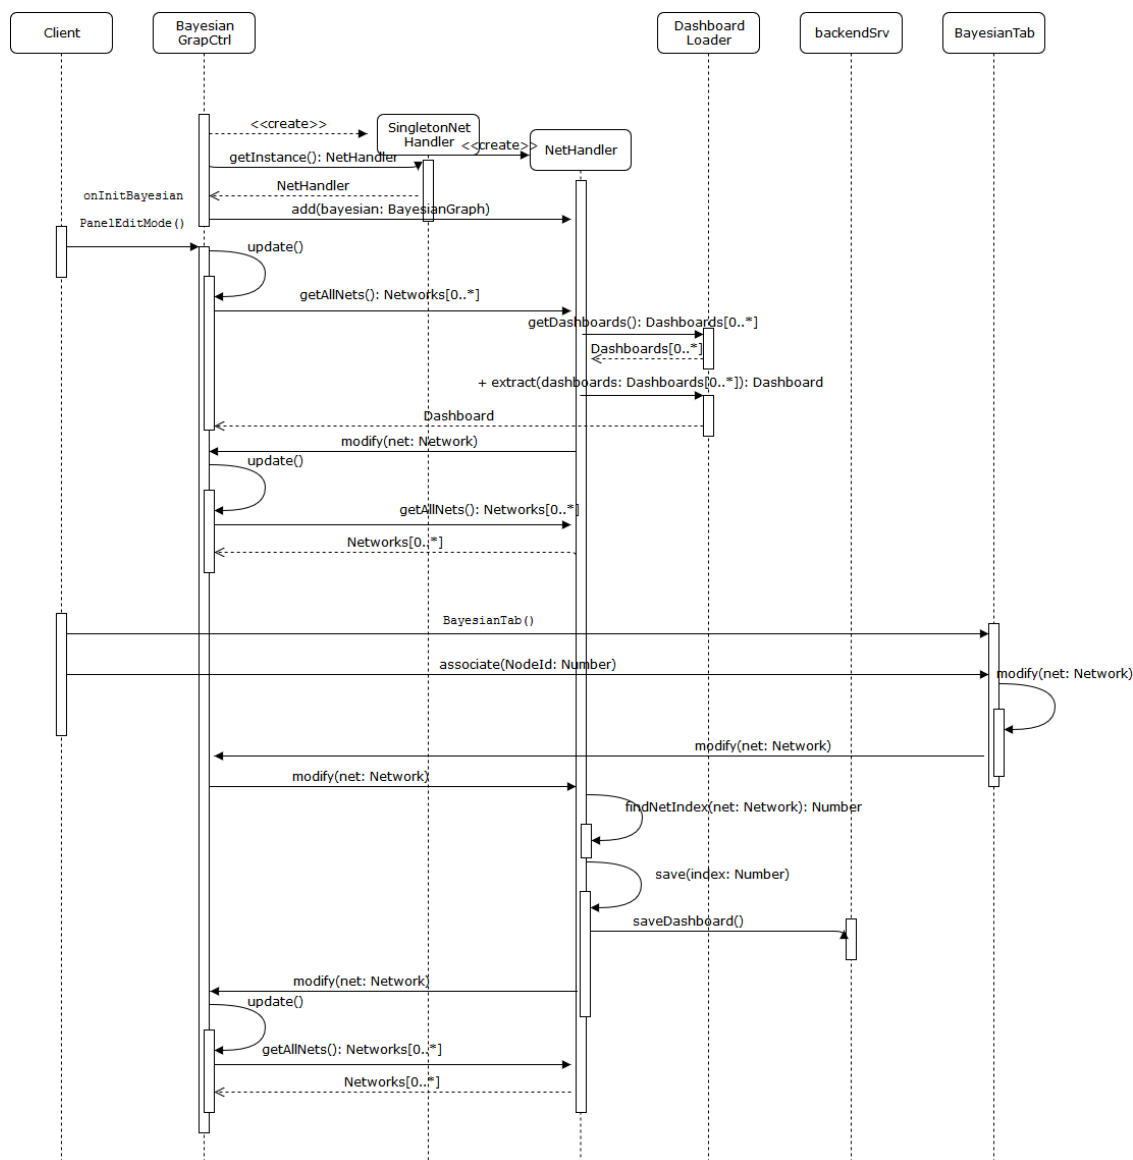 Client
Bayesian
GrapCtrl
Dashboard
Loader
backendSrv
BayesianTab
<<create>>
SingletonNet
Handler
<<create>>
NetHandler
getInstance(): NetHandler
NetHandler
onInitBayesian
PanelEditMode()
add(bayesian: BayesianGraph)
update()
getAllNets(): Networks[0..*]
getDashboards(): Dashboards[0..*]
Dashboards[0..*]
+ extract(dashboards: Dashboards[0..*]): Dashboard
Dashboard
modify(net: Network)
update()
getAllNets(): Networks[0..*]
Networks[0..*]
BayesianTab()
associate(NodeId: Number)
modify(net: Network)
modify(net: Network)
modify(net: Network)
findNetIndex(net: Network): Number
save(index: Number)
saveDashboard()
modify(net: Network)
update()
getAllNets(): Networks[0..*]
Networks[0..*]